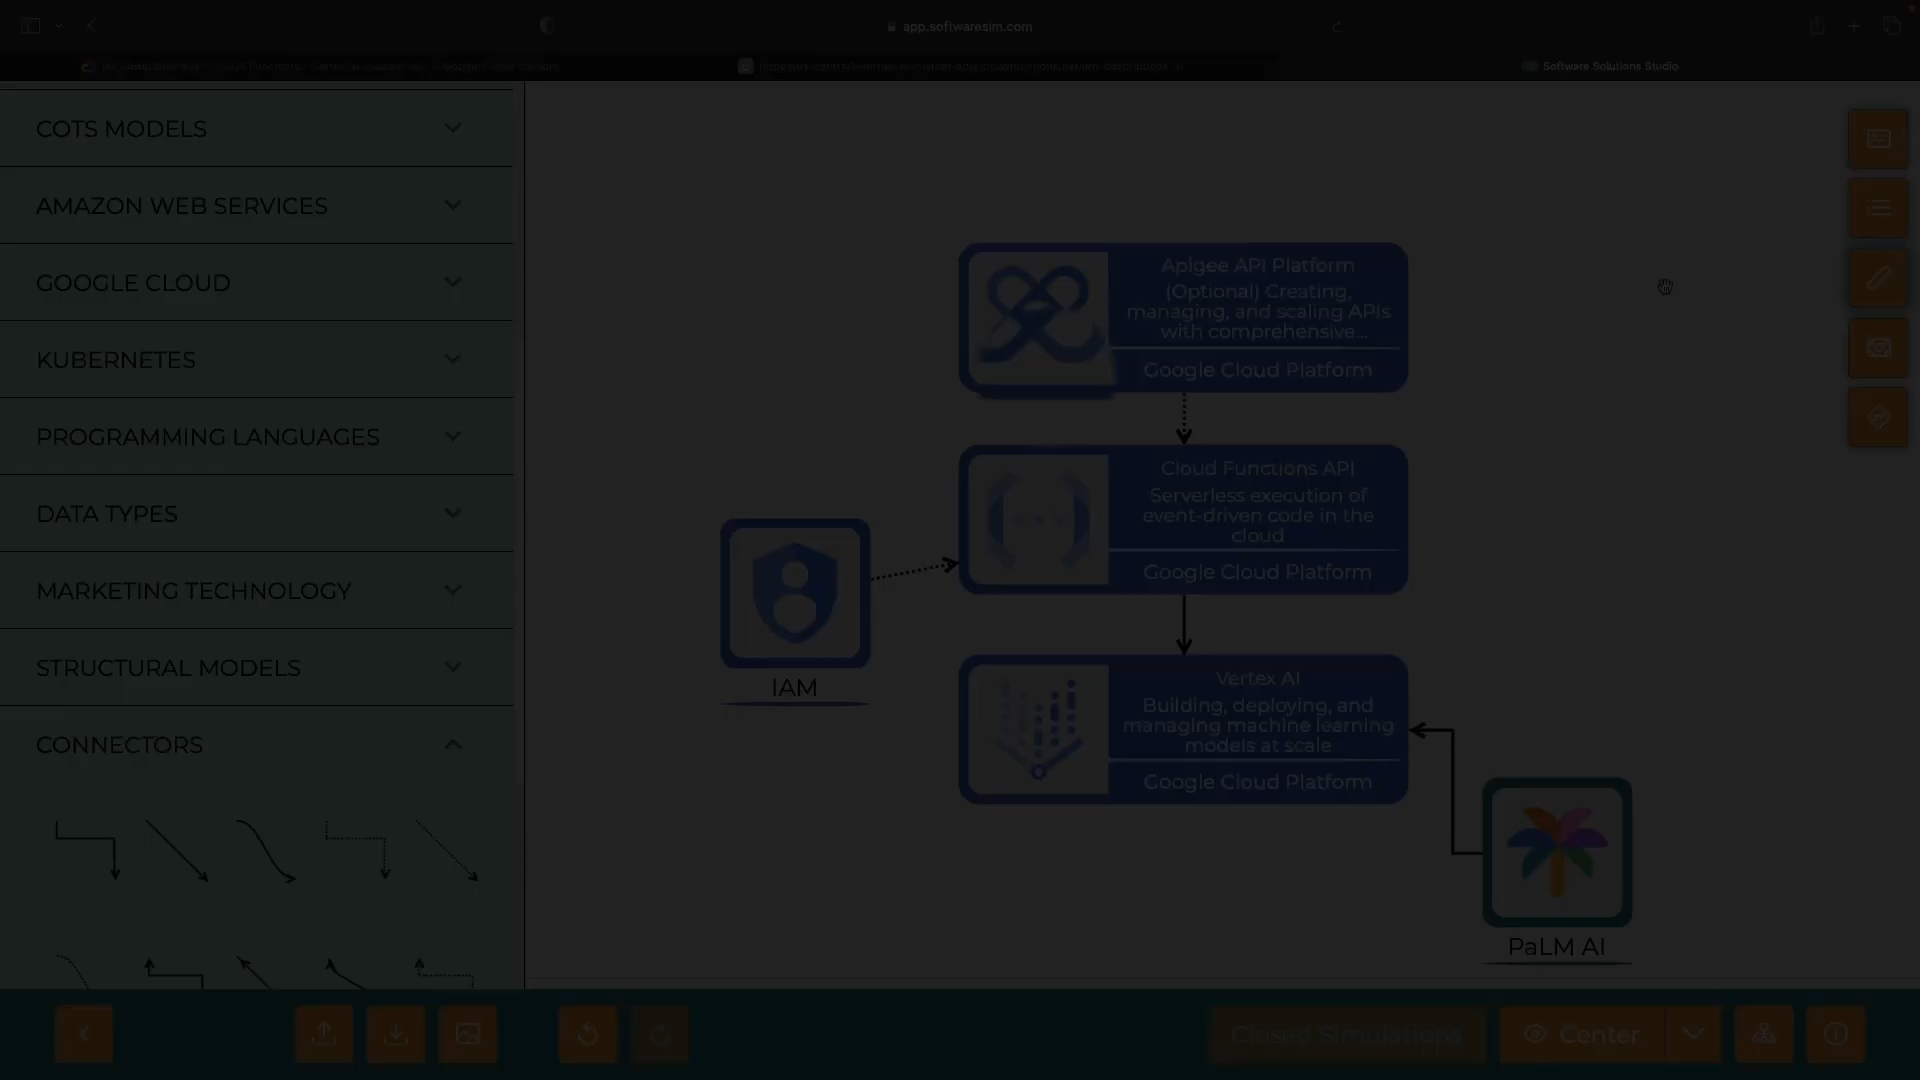 app.softwaresim.com
Software Solutions Studio
COTS MODELS
AMAZON WEB SERVICES
GOOGLE CLOUD
KUBERNETES
PROGRAMMING LANGUAGES
DATA TYPES
MARKETING TECHNOLOGY
STRUCTURAL MODELS
CONNECTORS
Apigee API Platform
(Optional) Creating,
managing, and scaling APIs
with comprehensive...
Google Cloud Platform
Cloud Functions API
Serverless execution of
event-driven code in the
cloud
Google Cloud Platform
IAM
Vertex AI
Building, deploying, and
managing machine learning
models at scale
Google Cloud Platform
PaLM AI
Closed Simulations
Center